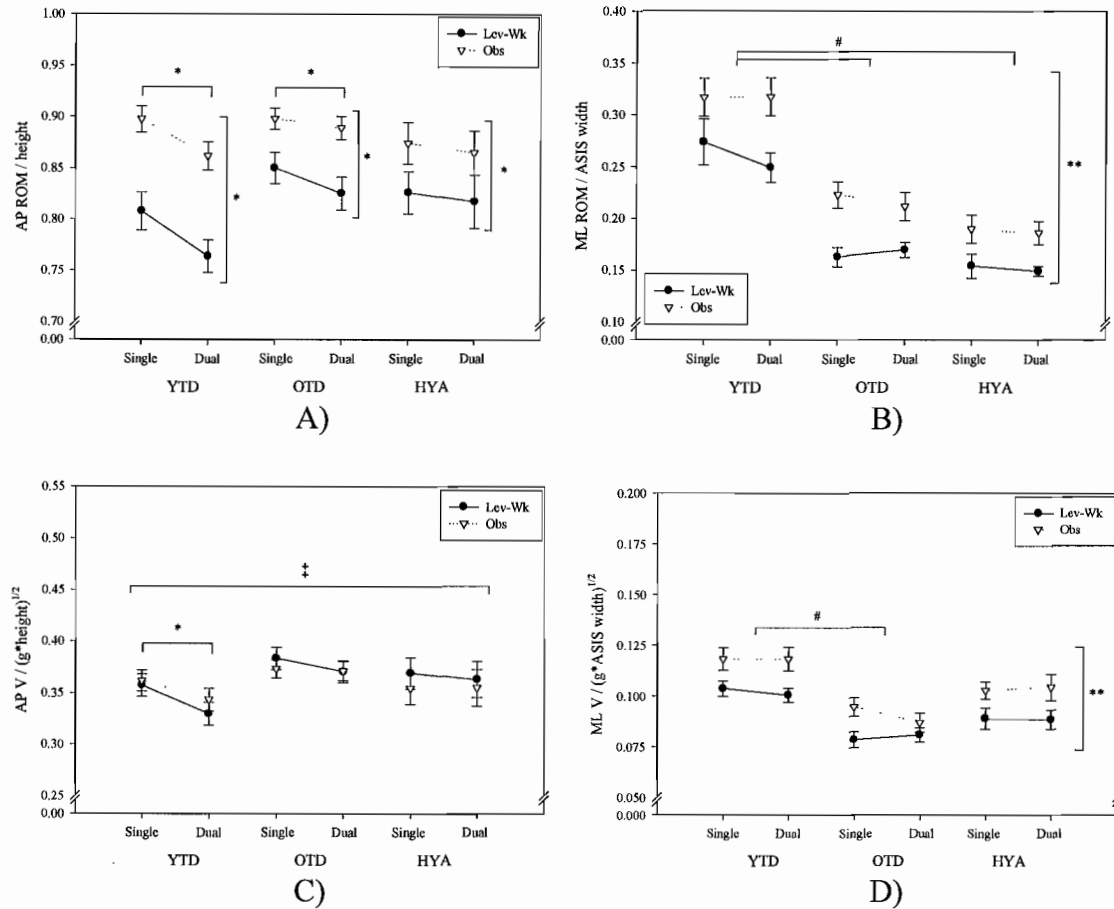 1.00
0.95
0.90
0.85
0.80
0.75
0.70
0.00
AP ROM / height
Lev-Wk
Obs
*
*
*
*
*
Single Dual Single Dual Single Dual
YTD OTD HYA
A)
0.40
0.35
0.30
0.25
0.20
0.15
0.10
0.00
ML ROM / ASIS width
#
**
Lev-Wk
Obs
Single Dual Single Dual Single Dual
YTD OTD HYA
B)
0.55
0.50
0.45
0.40
0.35
0.30
0.25
0.00
AP V / (g*height)^1/2
Lev-Wk
Obs
‡
*
Single Dual Single Dual Single Dual
YTD OTD HYA
C)
0.200
0.175
0.150
0.125
0.100
0.075
0.050
0.000
ML V / (g*ASIS width)^1/2
Lev-Wk
Obs
#
**
Single Dual Single Dual Single Dual
YTD OTD HYA
D)